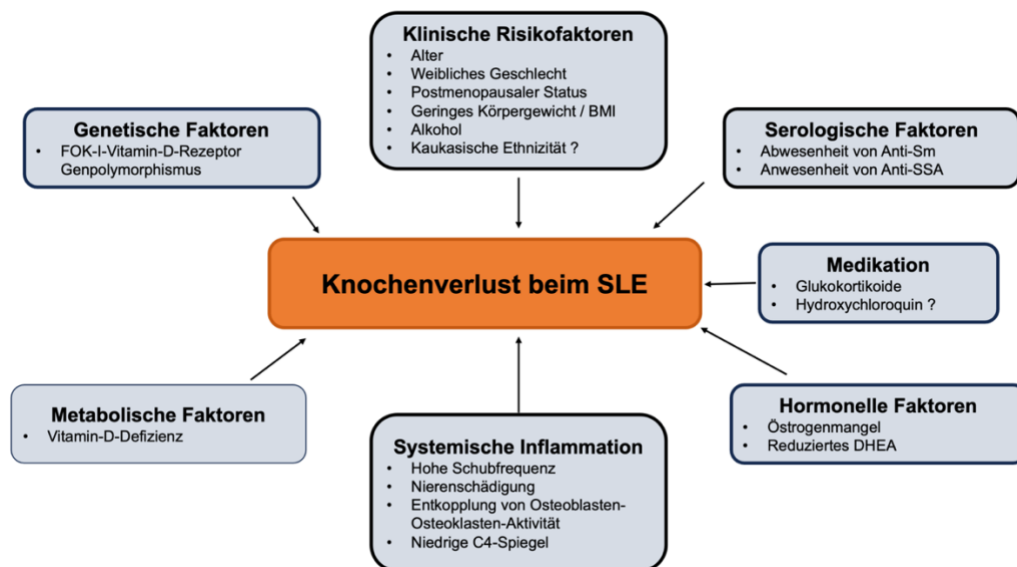 Klinische Risikofaktoren
• Alter
• Weibliches Geschlecht
• Postmenopausaler Status
• Geringes Körpergewicht / BMI
• Alkohol
• Kaukasische Ethnizität ?
Genetische Faktoren
• FOK-I-Vitamin-D-Rezeptor
Genpolymorphismus
Serologische Faktoren
• Abwesenheit von Anti-Sm
• Anwesenheit von Anti-SSA
Knochenverlust beim SLE
Medikation
• Glukokortikoide
• Hydroxychloroquin ?
Metabolische Faktoren
• Vitamin-D-Defizienz
Systemische Inflammation
• Hohe Schubfrequenz
• Nierenschädigung
• Entkopplung von Osteoblasten-
Osteoklasten-Aktivität
• Niedrige C4-Spiegel
Hormonelle Faktoren
• Östrogenmangel
• Reduziertes DHEA